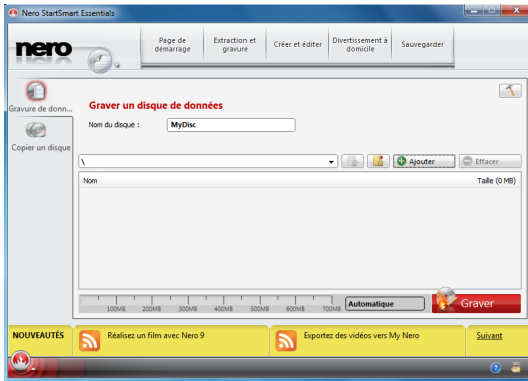 Nero StartSmart Essentials
nero
Page de démarrage
Extraction et gravure
Créer et éditer
Divertissement à domicile
Sauvegarder
Gravure de donn...
Copier un disque
Graver un disque de données
Nom du disque : MyDisc
\
Ajouter
Effacer
Nom
Taille (0 MB)
100MB 200MB 300MB 400MB 500MB 600MB 700MB
Automatique
Graver
NOUVEAUTÉS
Réalisez un film avec Nero 9
Exportez des vidéos vers My Nero
Suivant